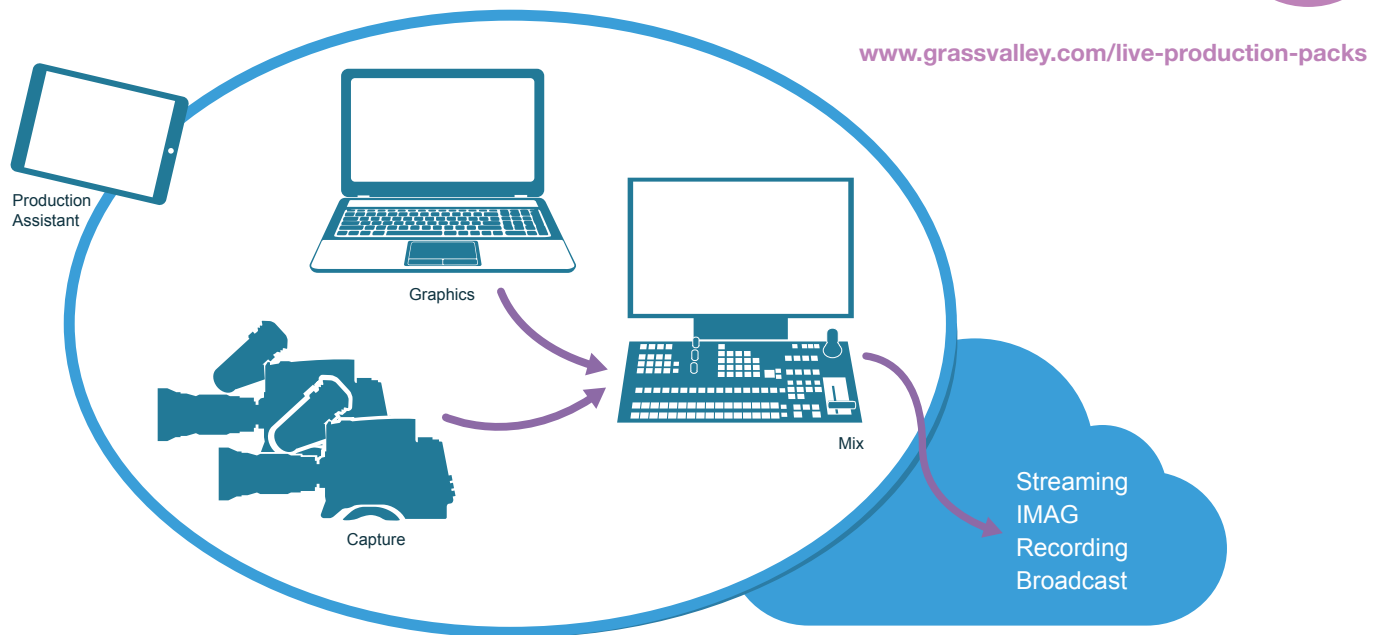 www.grassvalley.com/live-production-packs
Production
Assistant
Graphics
Mix
Capture
Streaming
IMAG
Recording
Broadcast